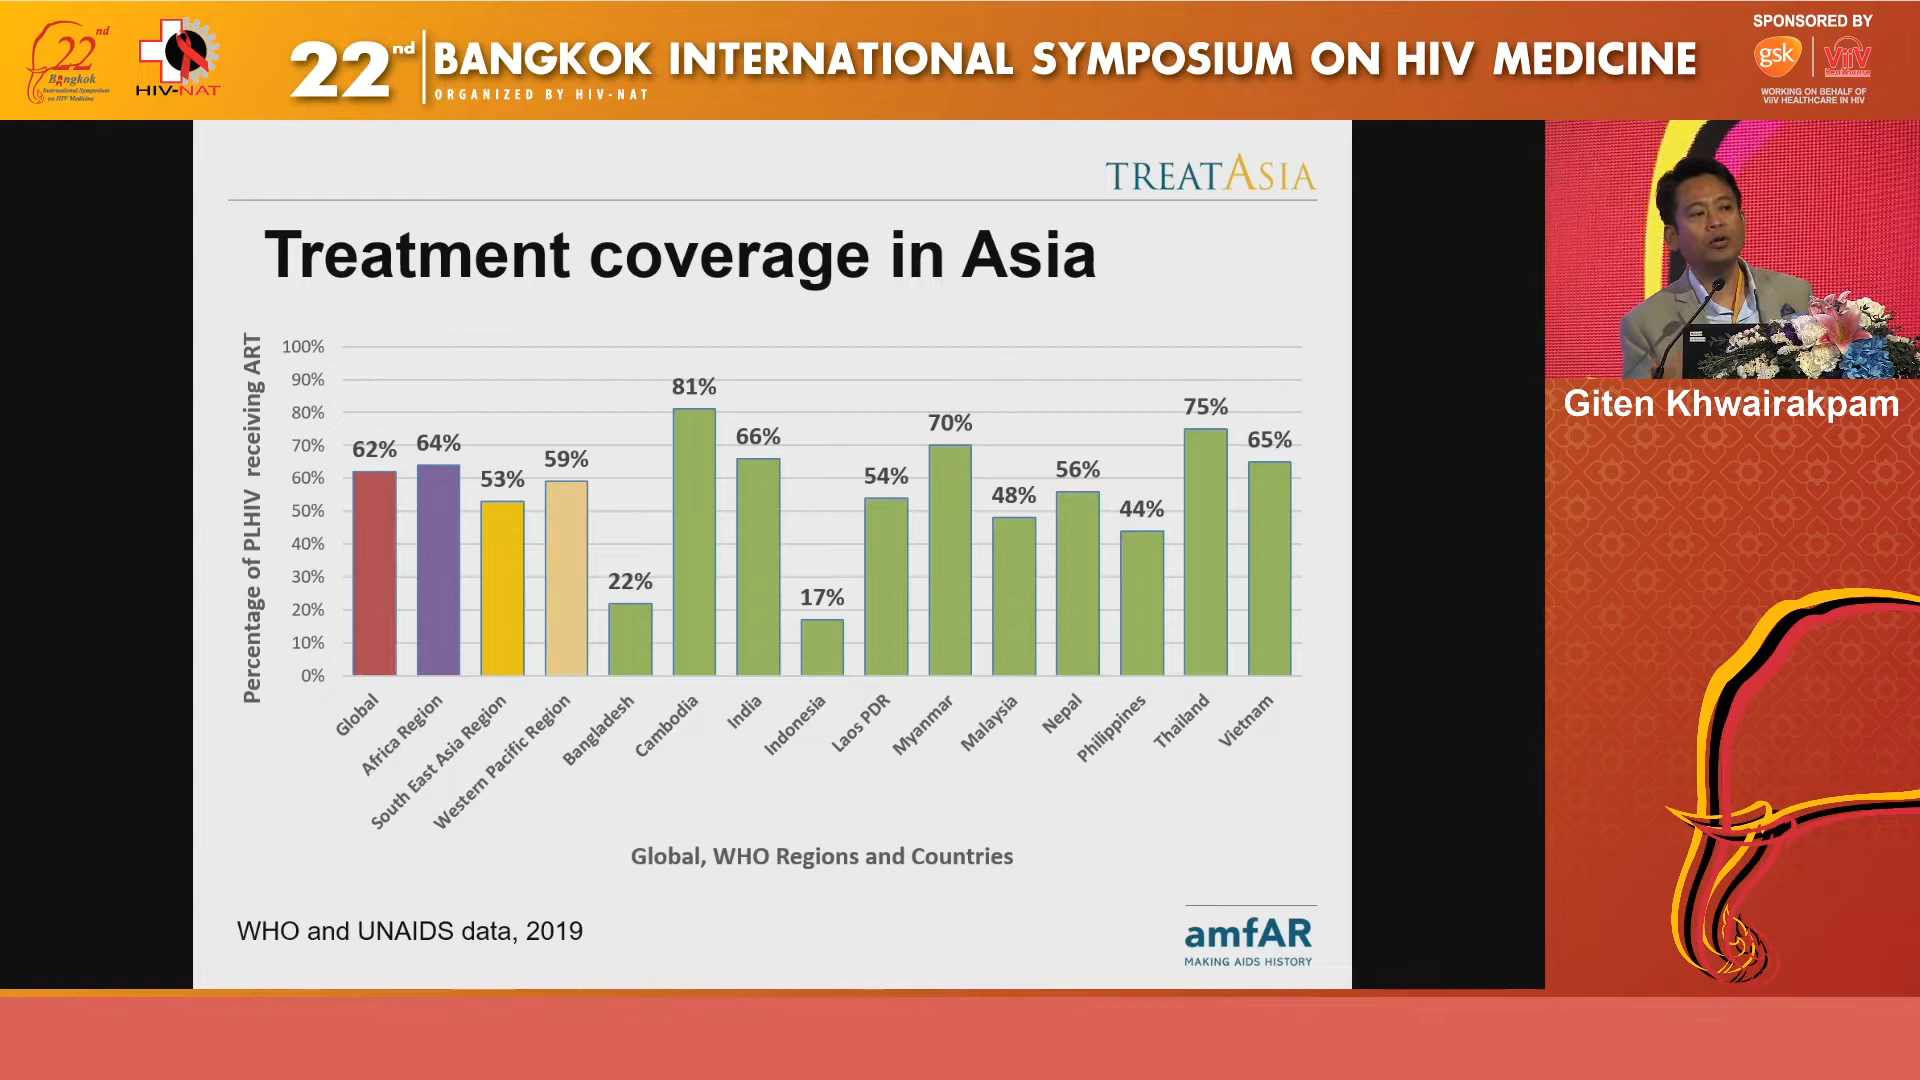 22nd
Bangkok
International Symposium
on HIV Medicine
HIV-NAT
22nd BANGKOK INTERNATIONAL SYMPOSIUM ON HIV MEDICINE
ORGANIZED BY HIV-NAT
SPONSORED BY
gsk
ViiV
WORKING ON BEHALF OF
ViiV HEALTHCARE IN HIV
TREATASIA
Treatment coverage in Asia
Percentage of PLHIV receiving ART
100%
90%
80%
70%
60%
50%
40%
30%
20%
10%
0%
62%
64%
53%
59%
22%
81%
66%
17%
54%
70%
48%
56%
44%
75%
65%
Global
Africa Region
South East Asia Region
Western Pacific Region
Bangladesh
Cambodia
India
Indonesia
Laos PDR
Myanmar
Malaysia
Nepal
Philippines
Thailand
Vietnam
Global, WHO Regions and Countries
WHO and UNAIDS data, 2019
amfAR
MAKING AIDS HISTORY
Giten Khwairakpam